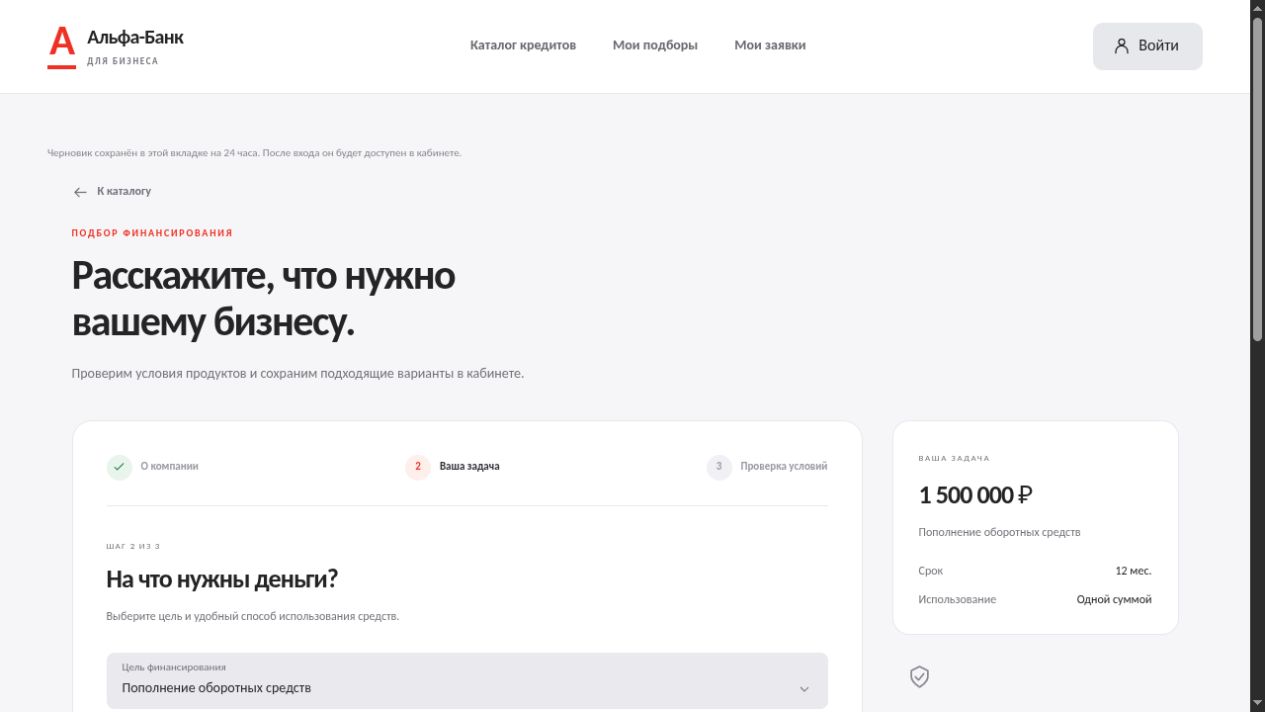 А
Альфа-Банк
ДЛЯ БИЗНЕСА
Каталог кредитов
Мои подборы
Мои заявки
Войти
Черновик сохранён в этой вкладке на 24 часа. После входа он будет доступен в кабинете.
К каталогу
ПОДБОР ФИНАНСИРОВАНИЯ
Расскажите, что нужно
вашему бизнесу.
Проверим условия продуктов и сохраним подходящие варианты в кабинете.
О компании
2 Ваша задача
3 Проверка условий
ШАГ 2 ИЗ 3
На что нужны деньги?
Выберите цель и удобный способ использования средств.
Цель финансирования
Пополнение оборотных средств
ВАША ЗАДАЧА
1 500 000 ₽
Пополнение оборотных средств
Срок 12 мес.
Использование Одной суммой